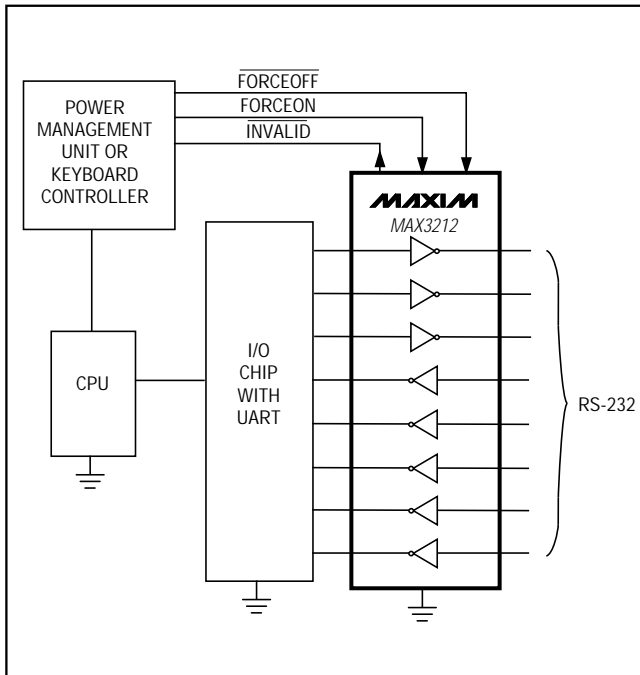 FORCEOFF
FORCEON
INVALID
POWER
MANAGEMENT
UNIT OR
KEYBOARD
CONTROLLER
MAXIM
MAX3212
CPU
I/O
CHIP
WITH
UART
RS-232